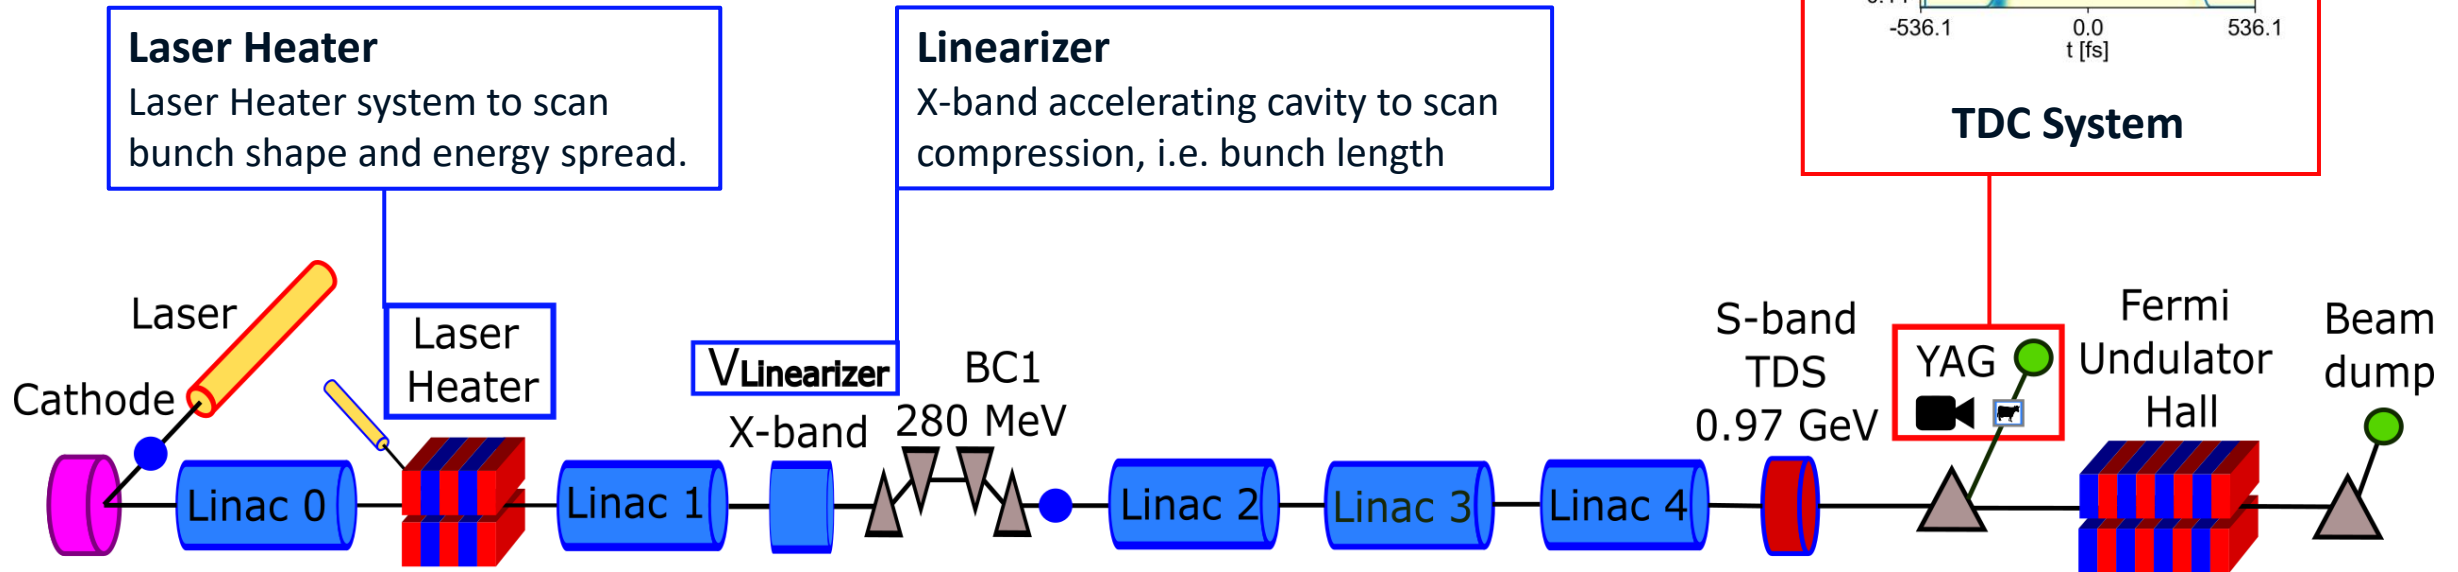 Laser Heater
Laser Heater system to scan
bunch shape and energy spread.
Linearizer
X-band accelerating cavity to scan
compression, i.e. bunch length
-536.1 0.0 536.1
t [fs]
TDC System
Laser
Cathode
Laser
Heater
VLinearizer
X-band
BC1
280 MeV
S-band
TDS
0.97 GeV
YAG
Fermi
Undulator
Hall
Beam
dump
Linac 0
Linac 1
Linac 2
Linac 3
Linac 4